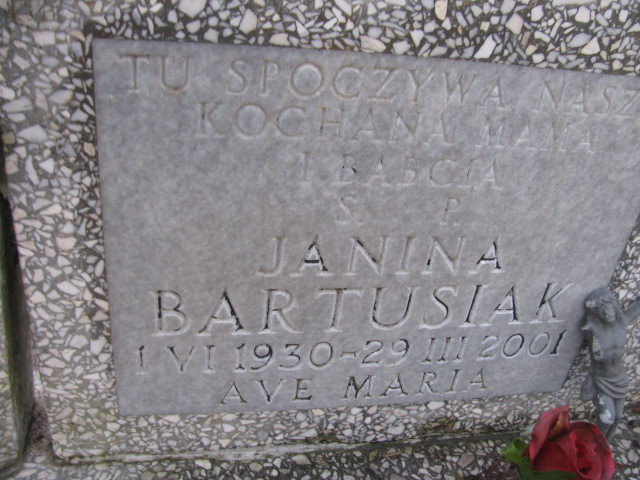 TU SPOCZYWA NASZ
KOCHANA MAMA
I BABCIA
S. P.
JANINA
BARTUSIAK
1 VI 1930-29 III 2001
AVE MARIA